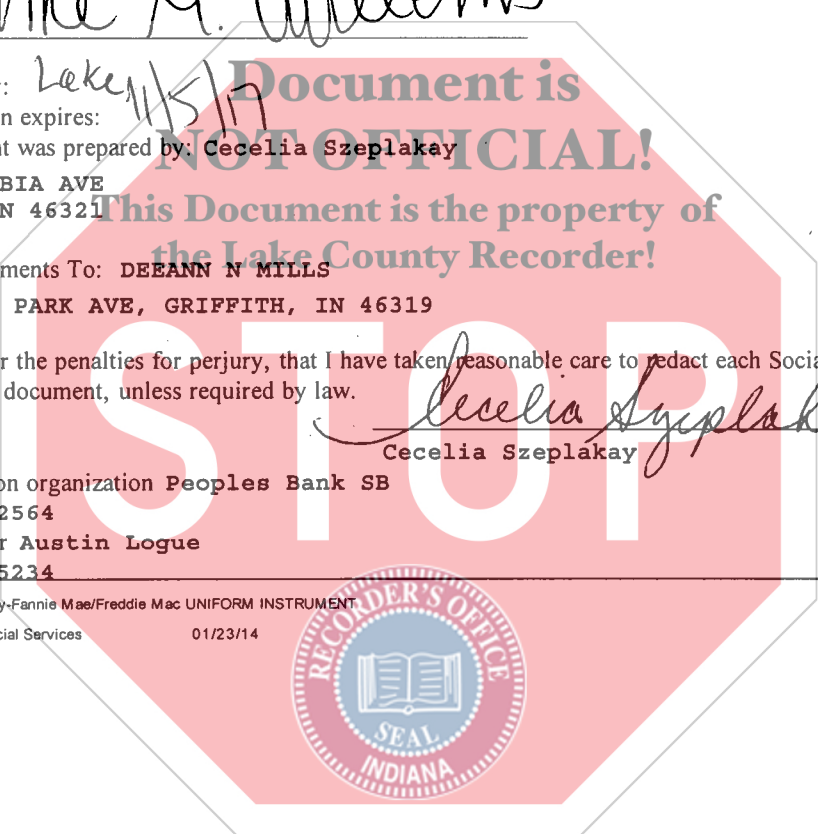 M. Williams
: Lake
n expires: 11/5/17
t was prepared by: Cecelia Szeplakay
BIA AVE
N 46321
ments To: DEEANN N MILLS
PARK AVE, GRIFFITH, IN 46319
r the penalties for perjury, that I have taken reasonable care to redact each Socia
document, unless required by law.
Cecelia Szeplak
Cecelia Szeplakay
on organization Peoples Bank SB
2564
r Austin Logue
5234
y-Fannie Mae/Freddie Mac UNIFORM INSTRUMENT
cial Services 01/23/14
Document is
NOT OFFICIAL!
This Document is the property of
the Lake County Recorder!
STOP
RECORDER'S OFFICE
SEAL
INDIANA